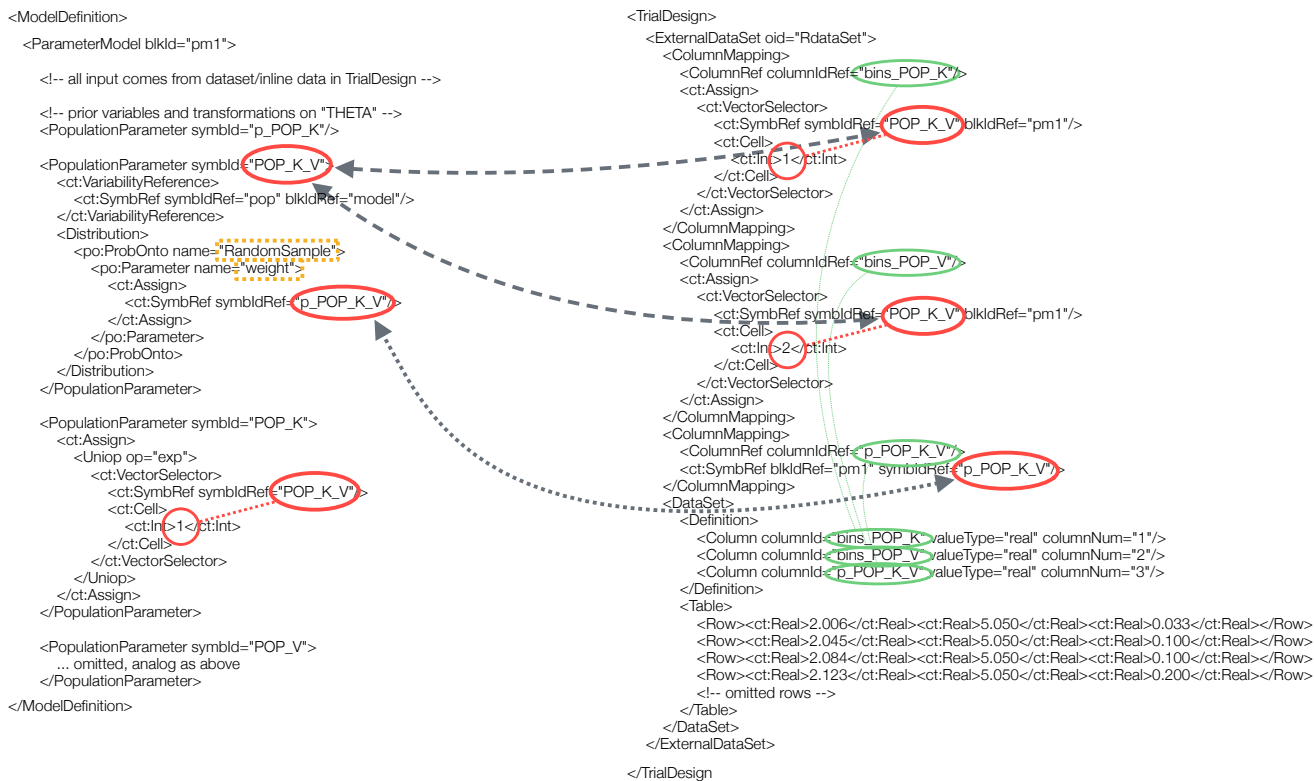 <ModelDefinition>
<ParameterModel blkId="pm1">
<!-- all input comes from dataset/inline data in TrialDesign -->
<!-- prior variables and transformations on "THETA" -->
<PopulationParameter symbId="p_POP_K"/>
<PopulationParameter symbId="POP_K_V">
<ct:VariabilityReference>
<ct:SymbRef symbIdRef="pop" blkIdRef="model"/>
</ct:VariabilityReference>
<Distribution>
<po:ProbOnto name="RandomSample">
<po:Parameter name="weight">
<ct:Assign>
<ct:SymbRef symbIdRef="p_POP_K_V"/>
</ct:Assign>
</po:Parameter>
</po:ProbOnto>
</Distribution>
</PopulationParameter>
<PopulationParameter symbId="POP_K">
<ct:Assign>
<Uniop op="exp">
<ct:VectorSelector>
<ct:SymbRef symbIdRef="POP_K_V"/>
<ct:Cell>
<ct:Int>1</ct:Int>
</ct:Cell>
</ct:VectorSelector>
</Uniop>
</ct:Assign>
</PopulationParameter>
<PopulationParameter symbId="POP_V">
... omitted, analog as above
</PopulationParameter>
</ModelDefinition>
<TrialDesign>
<ExternalDataSet oid="RdataSet">
<ColumnMapping>
<ColumnRef columnIdRef="bins_POP_K"/>
<ct:Assign>
<ct:VectorSelector>
<ct:SymbRef symbIdRef="POP_K_V" blkIdRef="pm1"/>
<ct:Cell>
<ct:Int>1</ct:Int>
</ct:Cell>
</ct:VectorSelector>
</ct:Assign>
</ColumnMapping>
<ColumnMapping>
<ColumnRef columnIdRef="bins_POP_V"/>
<ct:Assign>
<ct:VectorSelector>
<ct:SymbRef symbIdRef="POP_K_V" blkIdRef="pm1"/>
<ct:Cell>
<ct:Int>2</ct:Int>
</ct:Cell>
</ct:VectorSelector>
</ct:Assign>
</ColumnMapping>
<ColumnMapping>
<ColumnRef columnIdRef="p_POP_K_V"/>
<ct:SymbRef blkIdRef="pm1" symbIdRef="p_POP_K_V"/>
</ColumnMapping>
<DataSet>
<Definition>
<Column columnId="bins_POP_K" valueType="real" columnNum="1"/>
<Column columnId="bins_POP_V" valueType="real" columnNum="2"/>
<Column columnId="p_POP_K_V" valueType="real" columnNum="3"/>
</Definition>
<Table>
<Row><ct:Real>2.006</ct:Real><ct:Real>5.050</ct:Real><ct:Real>0.033</ct:Real></Row>
<Row><ct:Real>2.045</ct:Real><ct:Real>5.050</ct:Real><ct:Real>0.100</ct:Real></Row>
<Row><ct:Real>2.084</ct:Real><ct:Real>5.050</ct:Real><ct:Real>0.100</ct:Real></Row>
<Row><ct:Real>2.123</ct:Real><ct:Real>5.050</ct:Real><ct:Real>0.200</ct:Real></Row>
<!-- omitted rows -->
</Table>
</DataSet>
</ExternalDataSet>
</TrialDesign